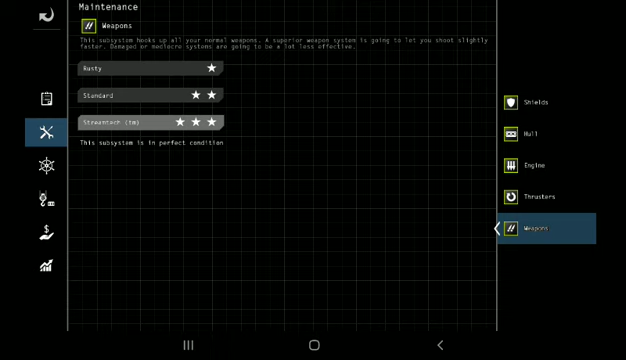 Maintenance
Weapons
This subsystem hooks up all your normal weapons. A superior weapon system is going to let you shoot slightly
faster. Damaged or mediocre systems are going to be a lot less effective.
Rusty
Standard
Streamtech (tm)
This subsystem is in perfect condition
Shields
Hull
Engine
Thrusters
Weapons